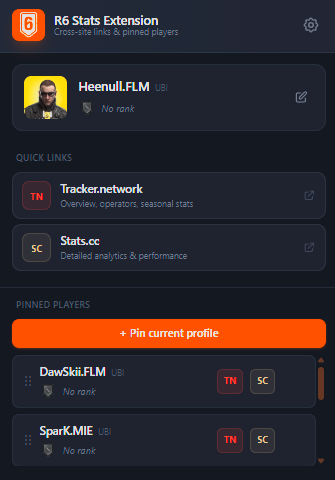 6
R6 Stats Extension
Cross-site links & pinned players
Heenull.FLM UBI
No rank
QUICK LINKS
TN
Tracker.network
Overview, operators, seasonal stats
SC
Stats.cc
Detailed analytics & performance
PINNED PLAYERS
+ Pin current profile
DawSkii.FLM UBI
No rank
TN SC
SparK.MIE UBI
No rank
TN SC